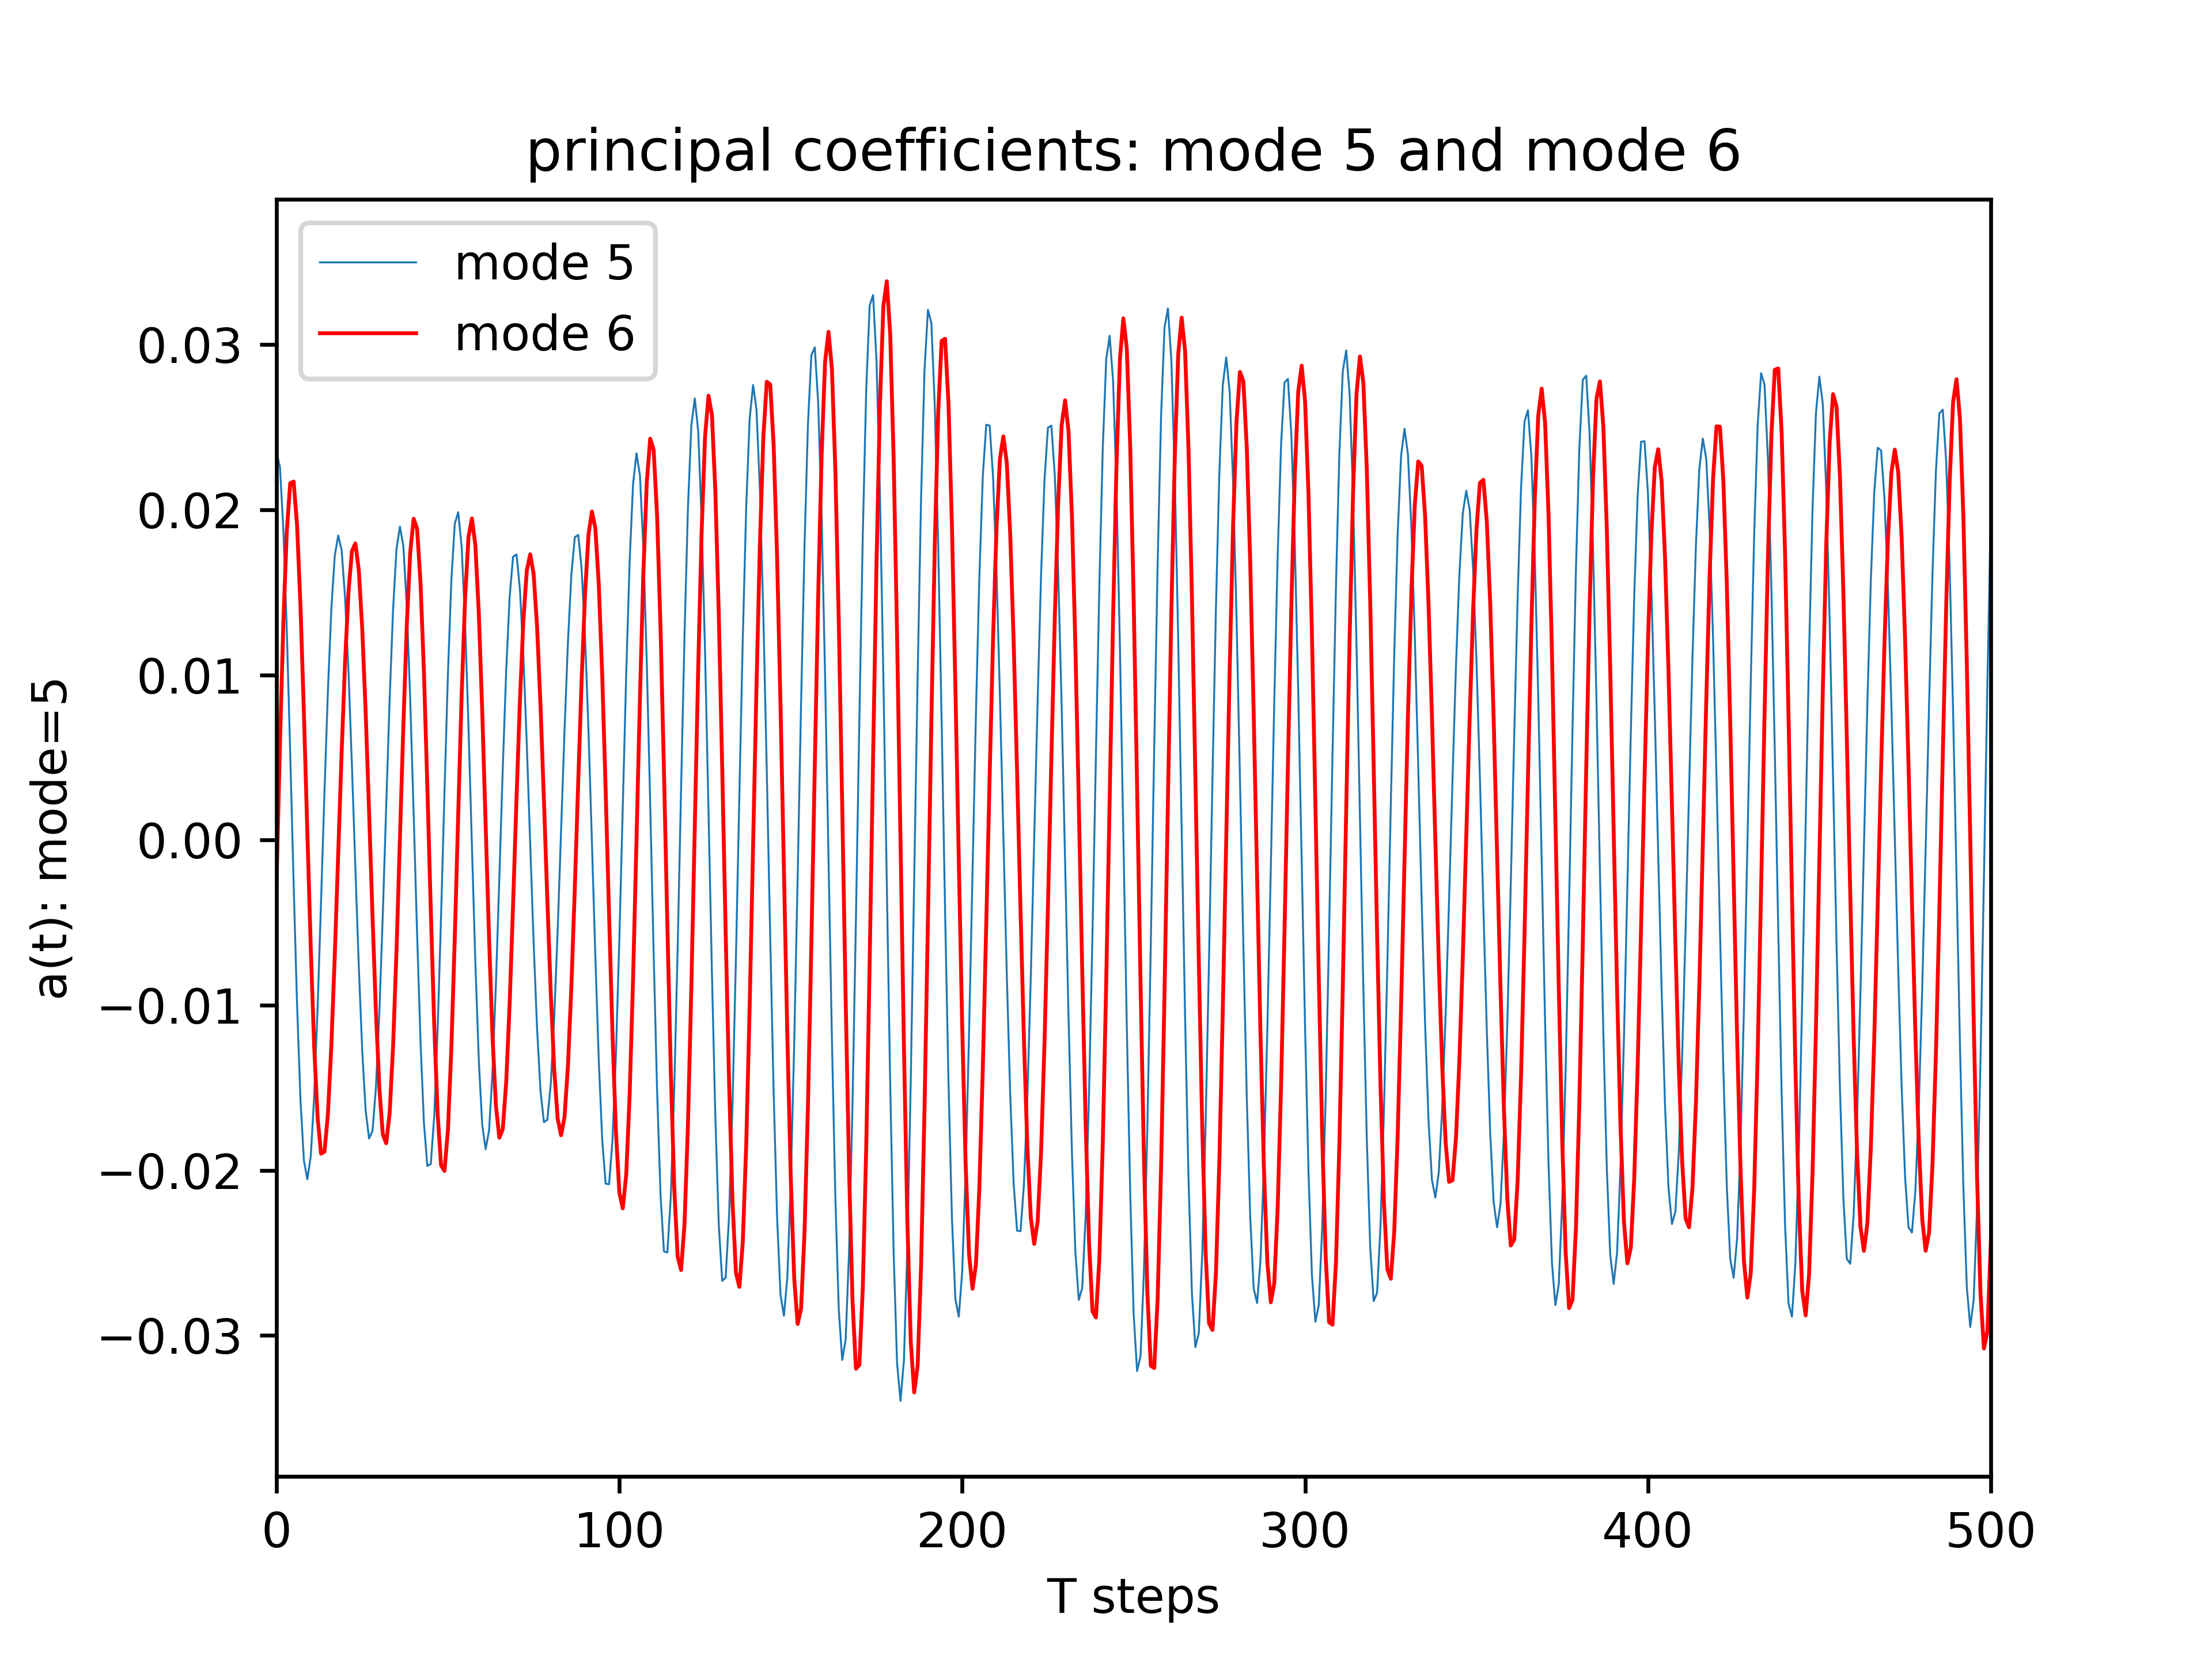 principal coefficients: mode 5 and mode 6
mode 5
mode 6
a(t): mode=5
0.03
0.02
0.01
0.00
−0.01
−0.02
−0.03
0 100 200 300 400 500
T steps